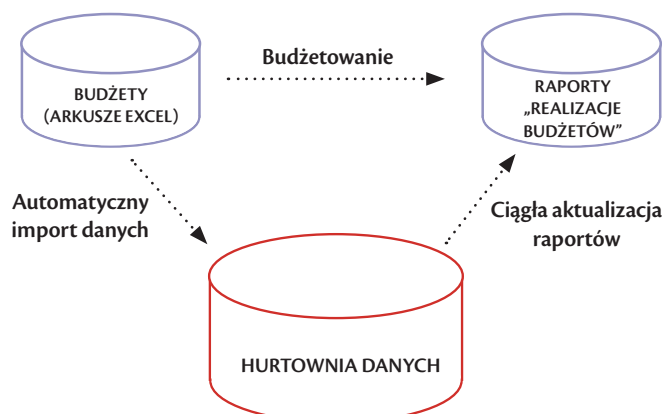 Budżetowanie
BUDŻETY
(ARKUSZE EXCEL)
RAPORTY
„REALIZACJE
BUDŻETÓW”
Automatyczny
import danych
Ciągła aktualizacja
raportów
HURTOWNIA DANYCH